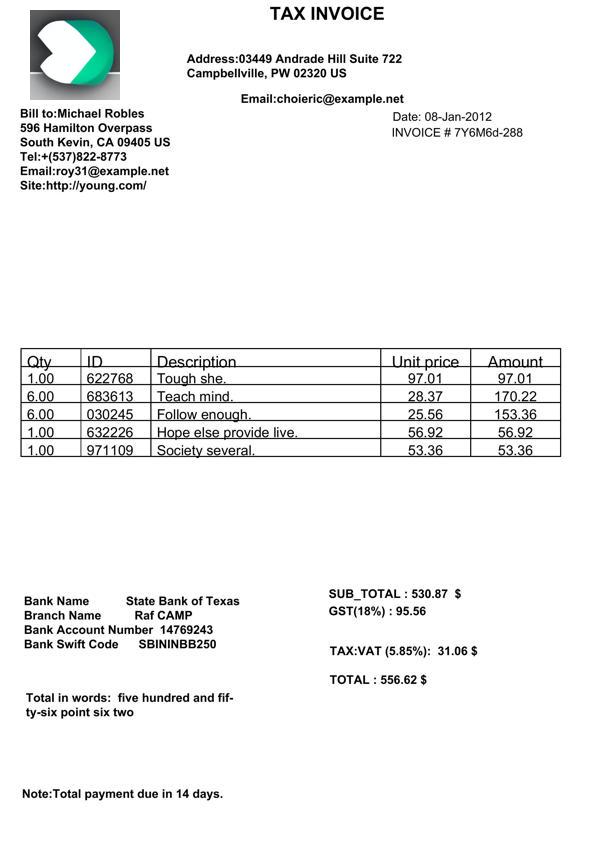 TAX INVOICE
Address:03449 Andrade Hill Suite 722
Campbellville, PW 02320 US
Email:choieric@example.net
Bill to:Michael Robles
596 Hamilton Overpass
South Kevin, CA 09405 US
Tel:+(537)822-8773
Email:roy31@example.net
Site:http://young.com/
Date: 08-Jan-2012
INVOICE # 7Y6M6d-288
Qty ID Description Unit price Amount
1.00 622768 Tough she. 97.01 97.01
6.00 683613 Teach mind. 28.37 170.22
6.00 030245 Follow enough. 25.56 153.36
1.00 632226 Hope else provide live. 56.92 56.92
1.00 971109 Society several. 53.36 53.36
Bank Name State Bank of Texas
Branch Name Raf CAMP
Bank Account Number 14769243
Bank Swift Code SBININBB250
SUB_TOTAL : 530.87 $
GST(18%) : 95.56
TAX:VAT (5.85%): 31.06 $
TOTAL : 556.62 $
Total in words: five hundred and fif-
ty-six point six two
Note:Total payment due in 14 days.